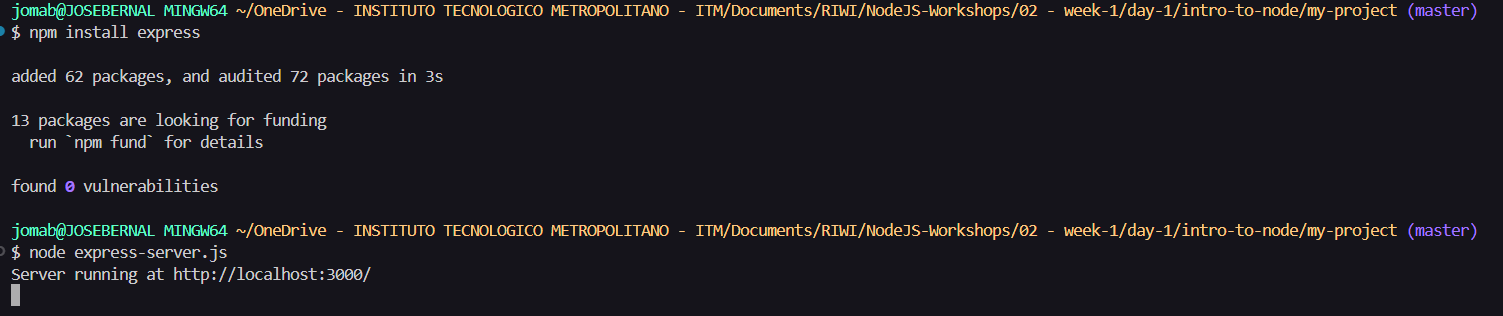 jomab@JOSEBERNAL MINGW64 ~/OneDrive - INSTITUTO TECNOLOGICO METROPOLITANO - ITM/Documents/RIWI/NodeJS-Workshops/02 - week-1/day-1/intro-to-node/my-project (master)
$ npm install express
added 62 packages, and audited 72 packages in 3s
13 packages are looking for funding
  run `npm fund` for details
found 0 vulnerabilities
jomab@JOSEBERNAL MINGW64 ~/OneDrive - INSTITUTO TECNOLOGICO METROPOLITANO - ITM/Documents/RIWI/NodeJS-Workshops/02 - week-1/day-1/intro-to-node/my-project (master)
$ node express-server.js
Server running at http://localhost:3000/